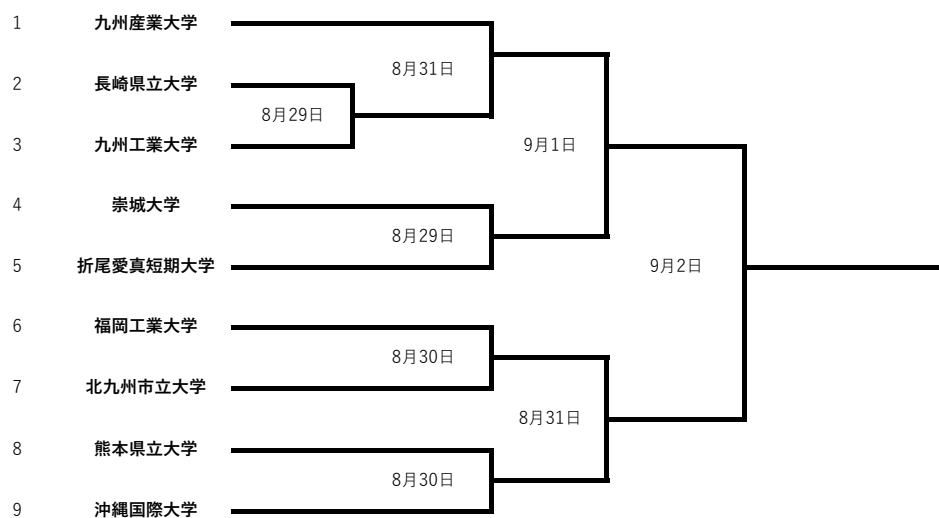 1 九州産業大学
8月31日
2 長崎県立大学
8月29日
3 九州工業大学
9月1日
4 崇城大学
8月29日
5 折尾愛真短期大学
9月2日
6 福岡工業大学
8月30日
7 北九州市立大学
8月31日
8 熊本県立大学
8月30日
9 沖縄国際大学